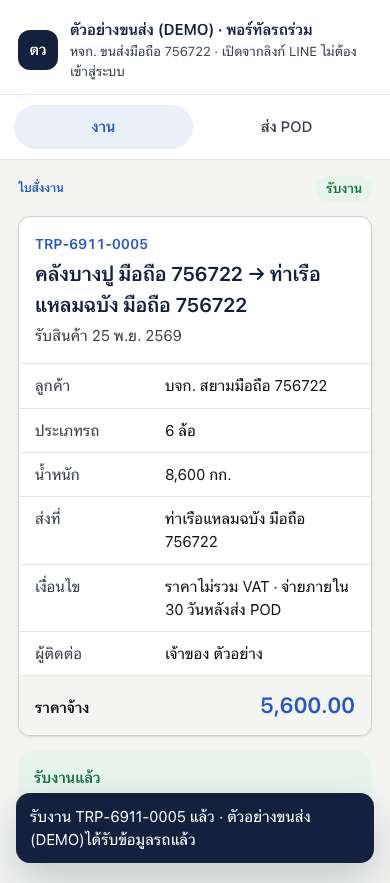 ตว
ตัวอย่างขนส่ง (DEMO) · พอร์ทัลรถร่วม
หจก. ขนส่งมือถือ 756722 · เปิดจากลิงก์ LINE ไม่ต้อง
เข้าสู่ระบบ
งาน
ส่ง POD
ใบสั่งงาน
รับงาน
TRP-6911-0005
คลังบางปู มือถือ 756722 → ท่าเรือ
แหลมฉบัง มือถือ 756722
รับสินค้า 25 พ.ย. 2569
ลูกค้า
บจก. สยามมือถือ 756722
ประเภทรถ
6 ล้อ
น้ำหนัก
8,600 กก.
ส่งที่
ท่าเรือแหลมฉบัง มือถือ
756722
เงื่อนไข
ราคาไม่รวม VAT · จ่ายภายใน
30 วันหลังส่ง POD
ผู้ติดต่อ
เจ้าของ ตัวอย่าง
ราคาจ้าง
5,600.00
รับงานแล้ว
รับงาน TRP-6911-0005 แล้ว · ตัวอย่างขนส่ง
(DEMO)ได้รับข้อมูลรถแล้ว